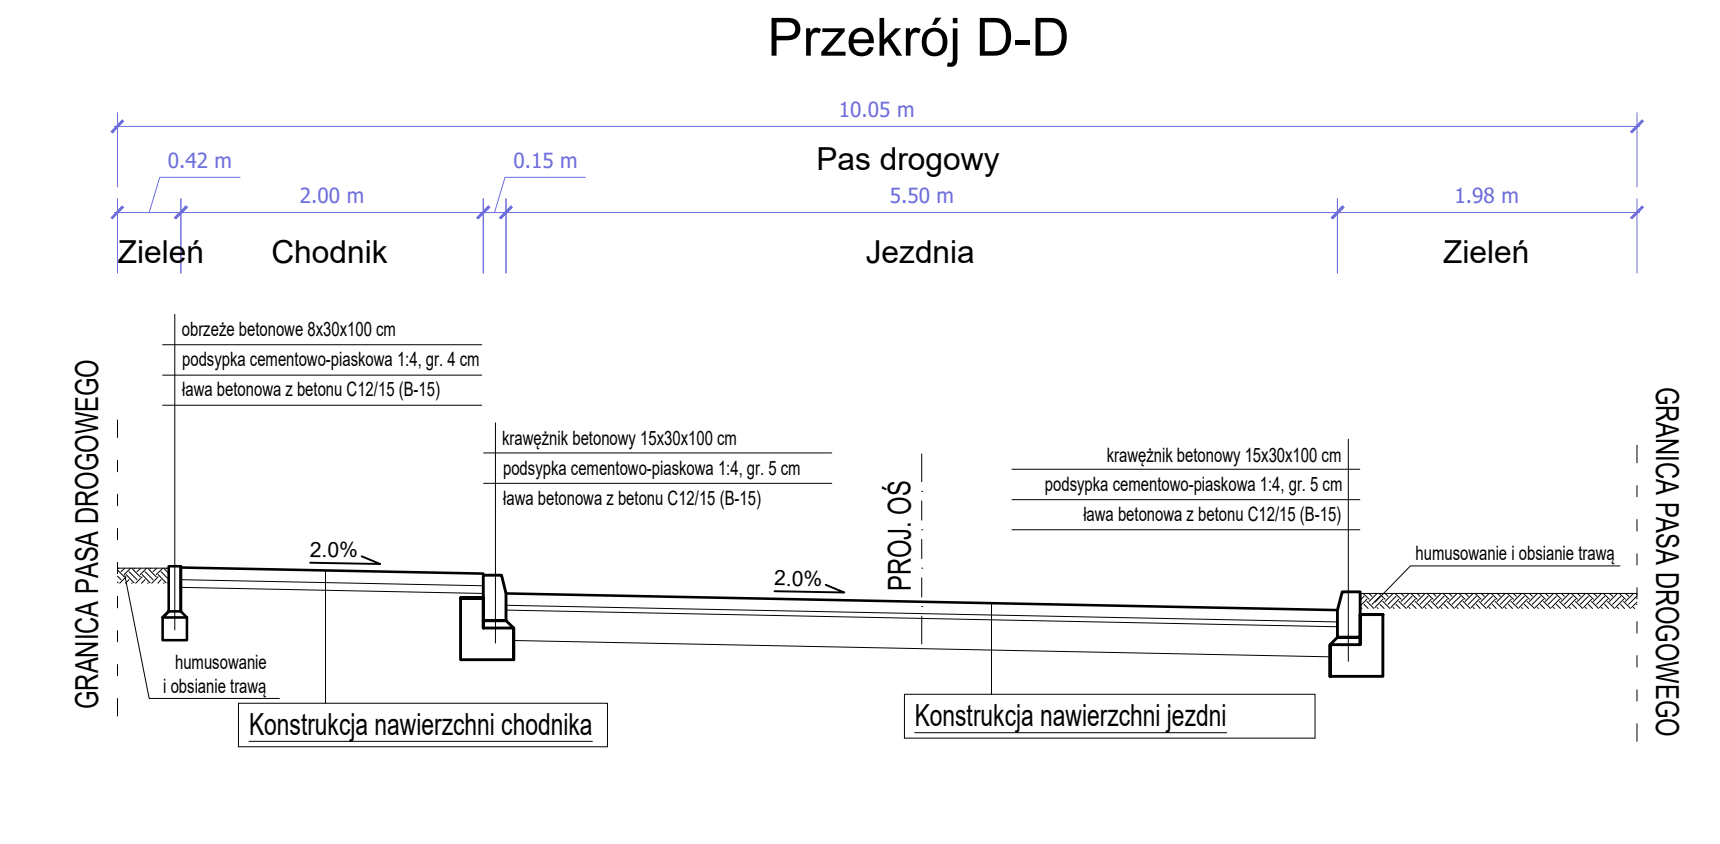 Przekrój D-D
10.05 m
0.42 m
0.15 m
Pas drogowy
2.00 m
5.50 m
1.98 m
Zieleń
Chodnik
Jezdnia
Zieleń
obrzeże betonowe 8x30x100 cm
podsypka cementowo-piaskowa 1:4, gr. 4 cm
ława betonowa z betonu C12/15 (B-15)
GRANICA PASA DROGOWEGO
krawężnik betonowy 15x30x100 cm
podsypka cementowo-piaskowa 1:4, gr. 5 cm
ława betonowa z betonu C12/15 (B-15)
PROJ. OŚ
krawężnik betonowy 15x30x100 cm
podsypka cementowo-piaskowa 1:4, gr. 5 cm
ława betonowa z betonu C12/15 (B-15)
GRANICA PASA DROGOWEGO
2.0%
2.0%
humusowanie i obsianie trawą
humusowanie
i obsianie trawą
Konstrukcja nawierzchni chodnika
Konstrukcja nawierzchni jezdni